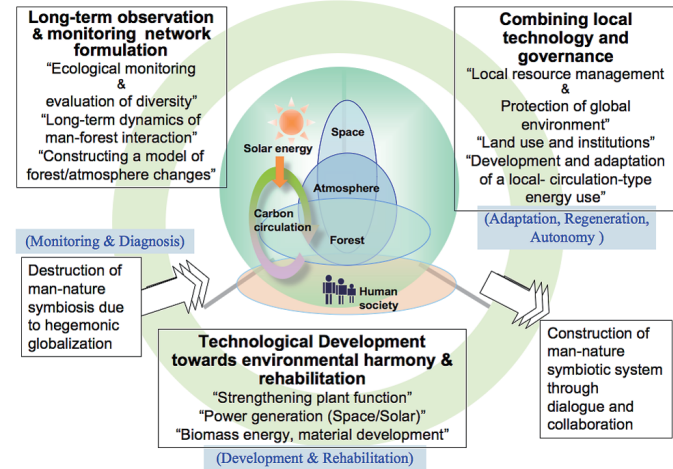 Long-term observation
& monitoring network
formulation
“Ecological monitoring
&
evaluation of diversity”
“Long-term dynamics of
man-forest interaction”
“Constructing a model of
forest/atmosphere changes”
(Monitoring & Diagnosis)
Destruction of
man-nature
symbiosis due
to hegemonic
globalization
Solar energy
Carbon
circulation
Space
Atmosphere
Forest
Human
society
Combining local
technology and
governance
“Local resource management
&
Protection of global
environment”
“Land use and institutions”
“Development and adaptation
of a local- circulation-type
energy use”
(Adaptation, Regeneration,
Autonomy )
Construction of
man-nature
symbiotic system
through
dialogue and
collaboration
Technological Development
towards environmental harmony &
rehabilitation
“Strengthening plant function”
“Power generation (Space/Solar)”
“Biomass energy, material development”
(Development & Rehabilitation)